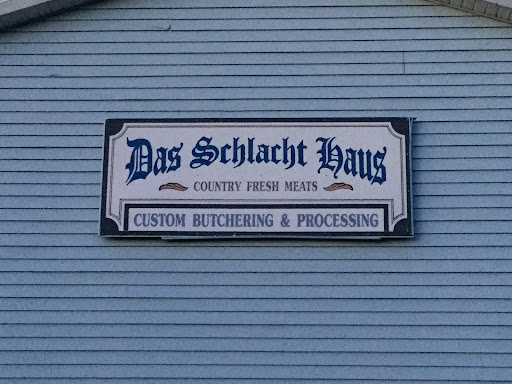 Das Schlacht Haus
COUNTRY FRESH MEATS
CUSTOM BUTCHERING & PROCESSING